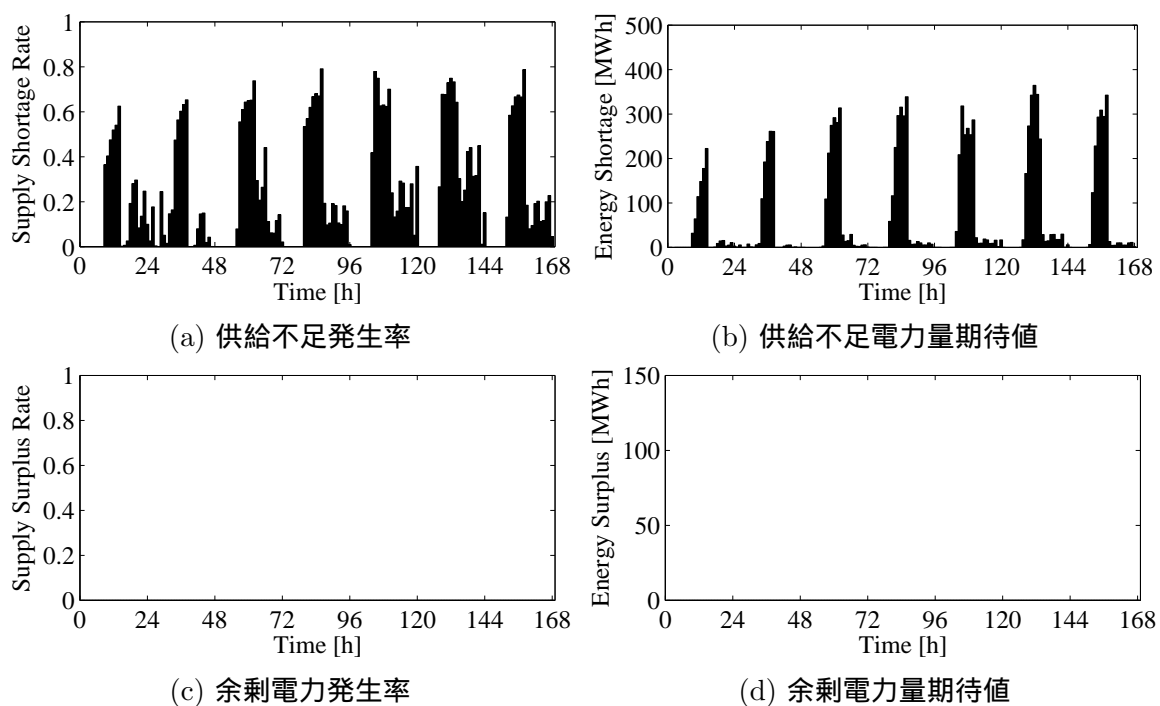 Supply Shortage Rate
1
0.8
0.6
0.4
0.2
0
0 24 48 72 96 120 144 168
Time [h]
(a) 供給不足発生率
Energy Shortage [MWh]
500
400
300
200
100
0
0 24 48 72 96 120 144 168
Time [h]
(b) 供給不足電力量期待値
Supply Surplus Rate
1
0.8
0.6
0.4
0.2
0
0 24 48 72 96 120 144 168
Time [h]
(c) 余剰電力発生率
Energy Surplus [MWh]
150
100
50
0
0 24 48 72 96 120 144 168
Time [h]
(d) 余剰電力量期待値